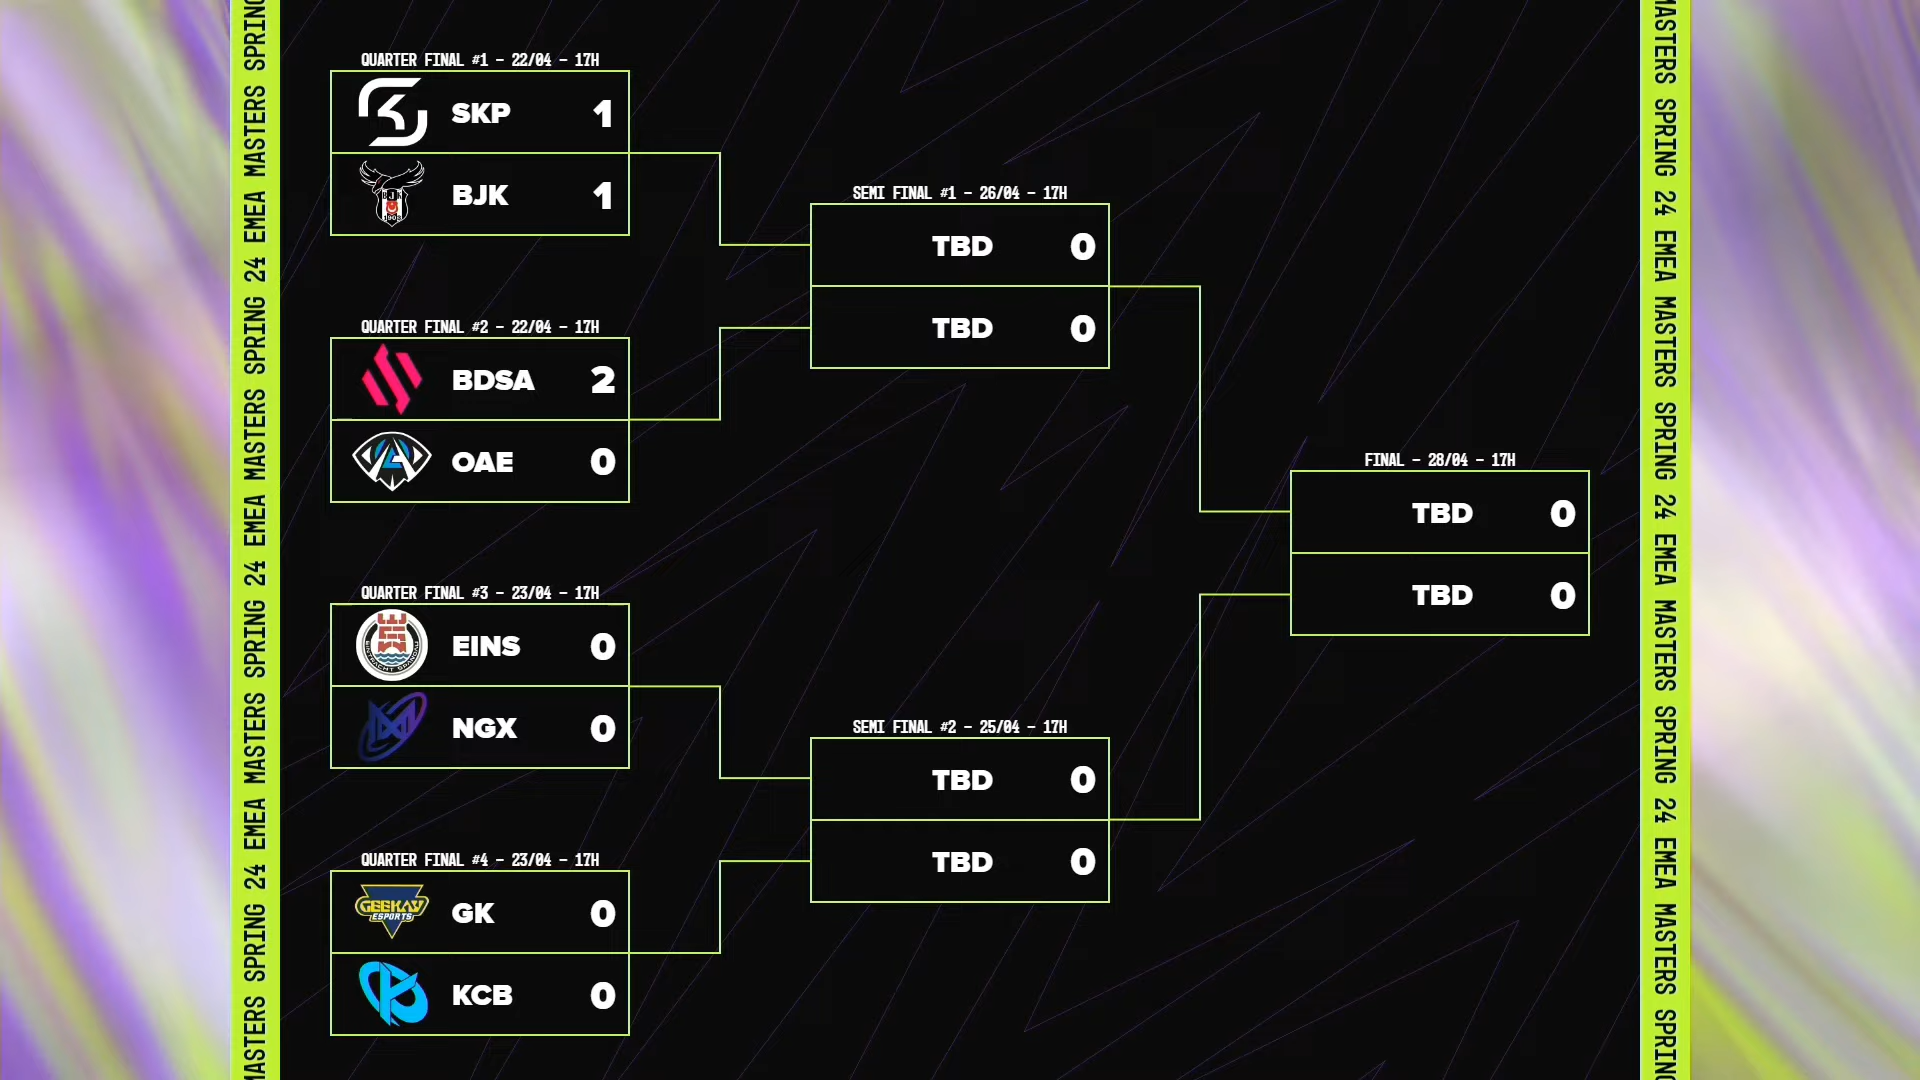 QUARTER FINAL #1 - 22/04 - 17H
SKP 1
BJK 1
QUARTER FINAL #2 - 22/04 - 17H
BDSA 2
OAE 0
QUARTER FINAL #3 - 23/04 - 17H
EINS 0
NGX 0
QUARTER FINAL #4 - 23/04 - 17H
GEEKAY
ESPORTS
GK 0
KCB 0
SEMI FINAL #1 - 26/04 - 17H
TBD 0
TBD 0
SEMI FINAL #2 - 25/04 - 17H
TBD 0
TBD 0
FINAL - 28/04 - 17H
TBD 0
TBD 0
MASTERS SPRING 24 EMEA MASTERS SPRING 24 EMEA MASTERS SPRING 24 EMEA MASTERS SPRING
MASTERS SPRING 24 EMEA MASTERS SPRING 24 EMEA MASTERS SPRING 24 EMEA MASTERS SPRING